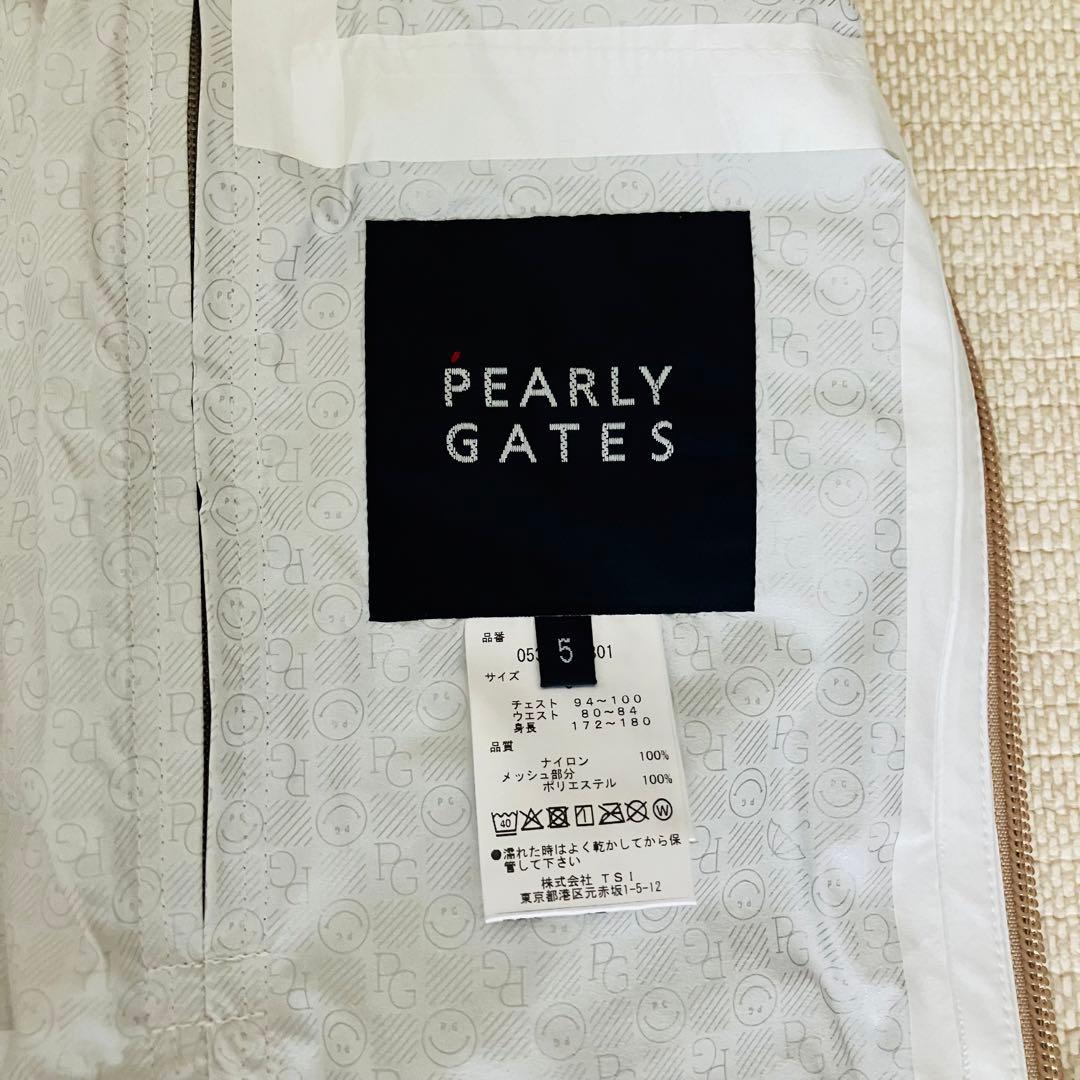 PEARLY
GATES
5
品番
サイズ
チェスト 94～100
ウエスト 80～84
身長 172～180
品質
ナイロン 100%
メッシュ部分
ポリエステル 100%
40
W
●濡れた時はよく乾かしてから保
管して下さい
株式会社 TSI
東京都港区元赤坂1-5-12
PG